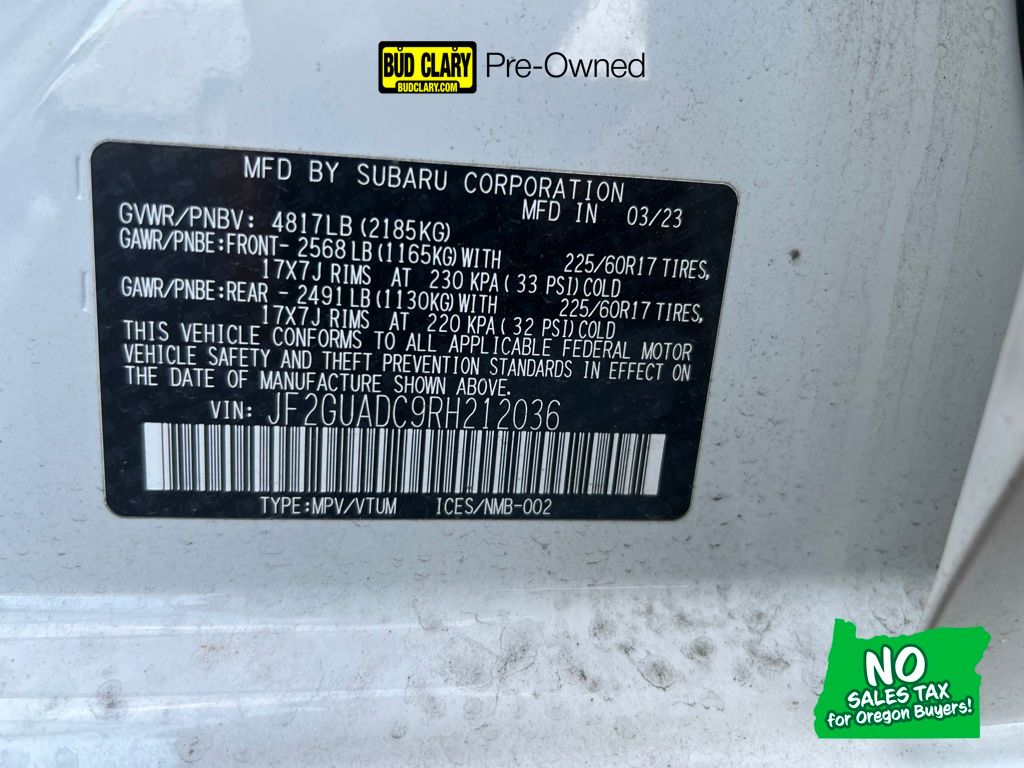 BUD CLARY Pre-Owned
BUDCLARY.COM
MFD BY SUBARU CORPORATION
MFD IN 03/23
GVWR/PNBV: 4817LB (2185KG)
GAWR/PNBE:FRONT- 2568 LB (1165KG) WITH 225/60R17 TIRES,
17X7J RIMS AT 230 KPA ( 33 PSI) COLD
GAWR/PNBE:REAR - 2491 LB (1130KG) WITH 225/60R17 TIRES,
17X7J RIMS AT 220 KPA ( 32 PSI) COLD
THIS VEHICLE CONFORMS TO ALL APPLICABLE FEDERAL MOTOR
VEHICLE SAFETY AND THEFT PREVENTION STANDARDS IN EFFECT ON
THE DATE OF MANUFACTURE SHOWN ABOVE.
VIN: JF2GUADC9RH212036
TYPE:MPV/VTUM ICES/NMB-002
NO
SALES TAX
for Oregon Buyers!